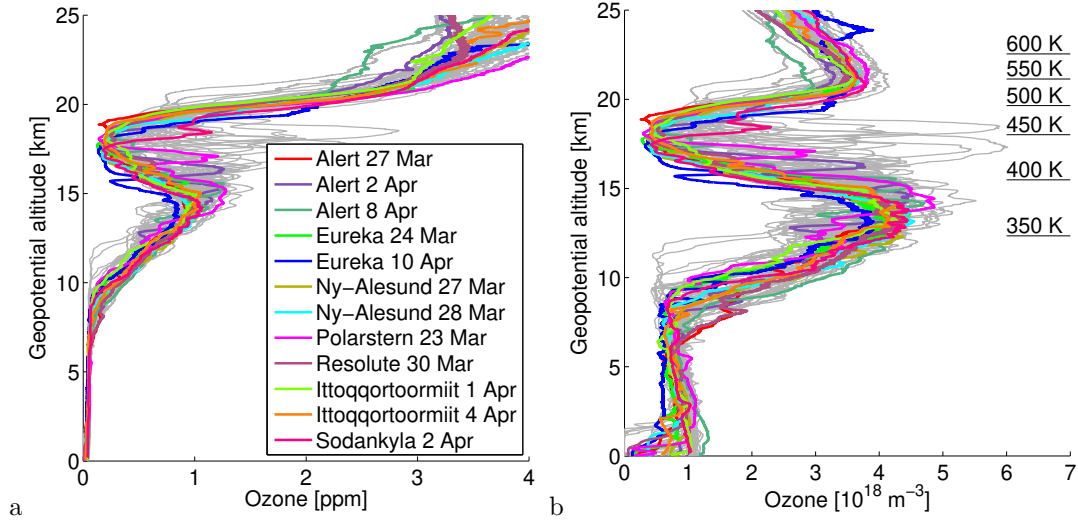 25
20
15
10
5
0
Geopotential altitude [km]
Alert 27 Mar
Alert 2 Apr
Alert 8 Apr
Eureka 24 Mar
Eureka 10 Apr
Ny−Alesund 27 Mar
Ny−Alesund 28 Mar
Polarstern 23 Mar
Resolute 30 Mar
Ittoqqortoormiit 1 Apr
Ittoqqortoormiit 4 Apr
Sodankyla 2 Apr
0 1 2 3 4
Ozone [ppm]
a
25
20
15
10
5
0
Geopotential altitude [km]
600 K
550 K
500 K
450 K
400 K
350 K
0 1 2 3 4 5 6 7
Ozone [10¹⁸ m⁻³]
b